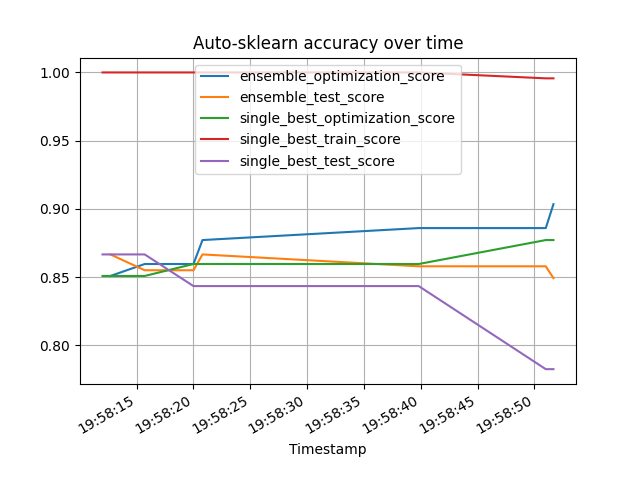 Auto-sklearn accuracy over time
1.00
0.95
0.90
0.85
0.80
ensemble_optimization_score
ensemble_test_score
single_best_optimization_score
single_best_train_score
single_best_test_score
19:58:15
19:58:20
19:58:25
19:58:30
19:58:35
19:58:40
19:58:45
19:58:50
Timestamp